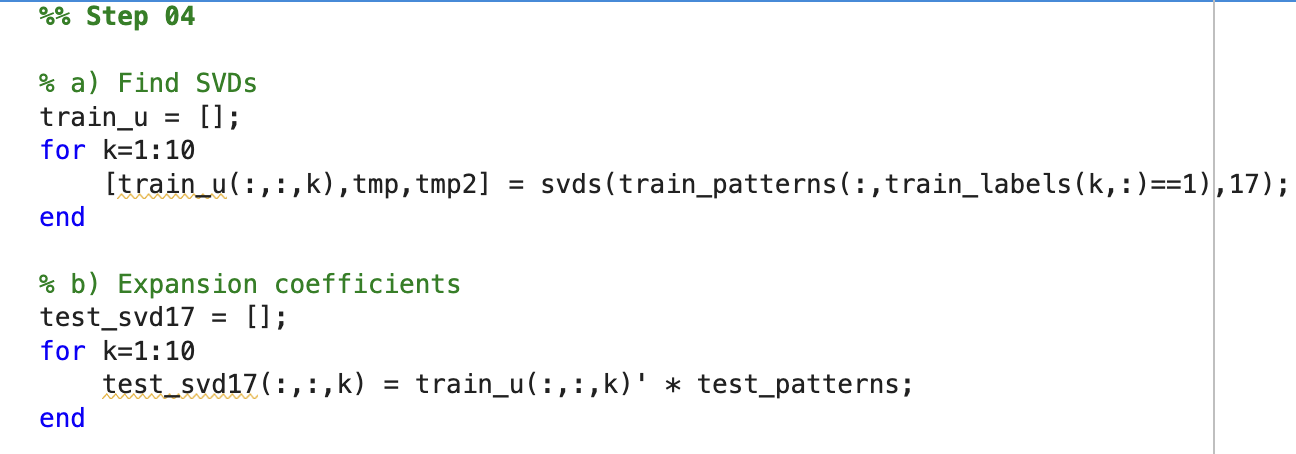 %% Step 04
% a) Find SVDs
train_u = [];
for k=1:10
[train_u(:,:,k),tmp,tmp2] = svds(train_patterns(:,train_labels(k,:)==1),17);
end
% b) Expansion coefficients
test_svd17 = [];
for k=1:10
test_svd17(:,:,k) = train_u(:,:,k)' * test_patterns;
end